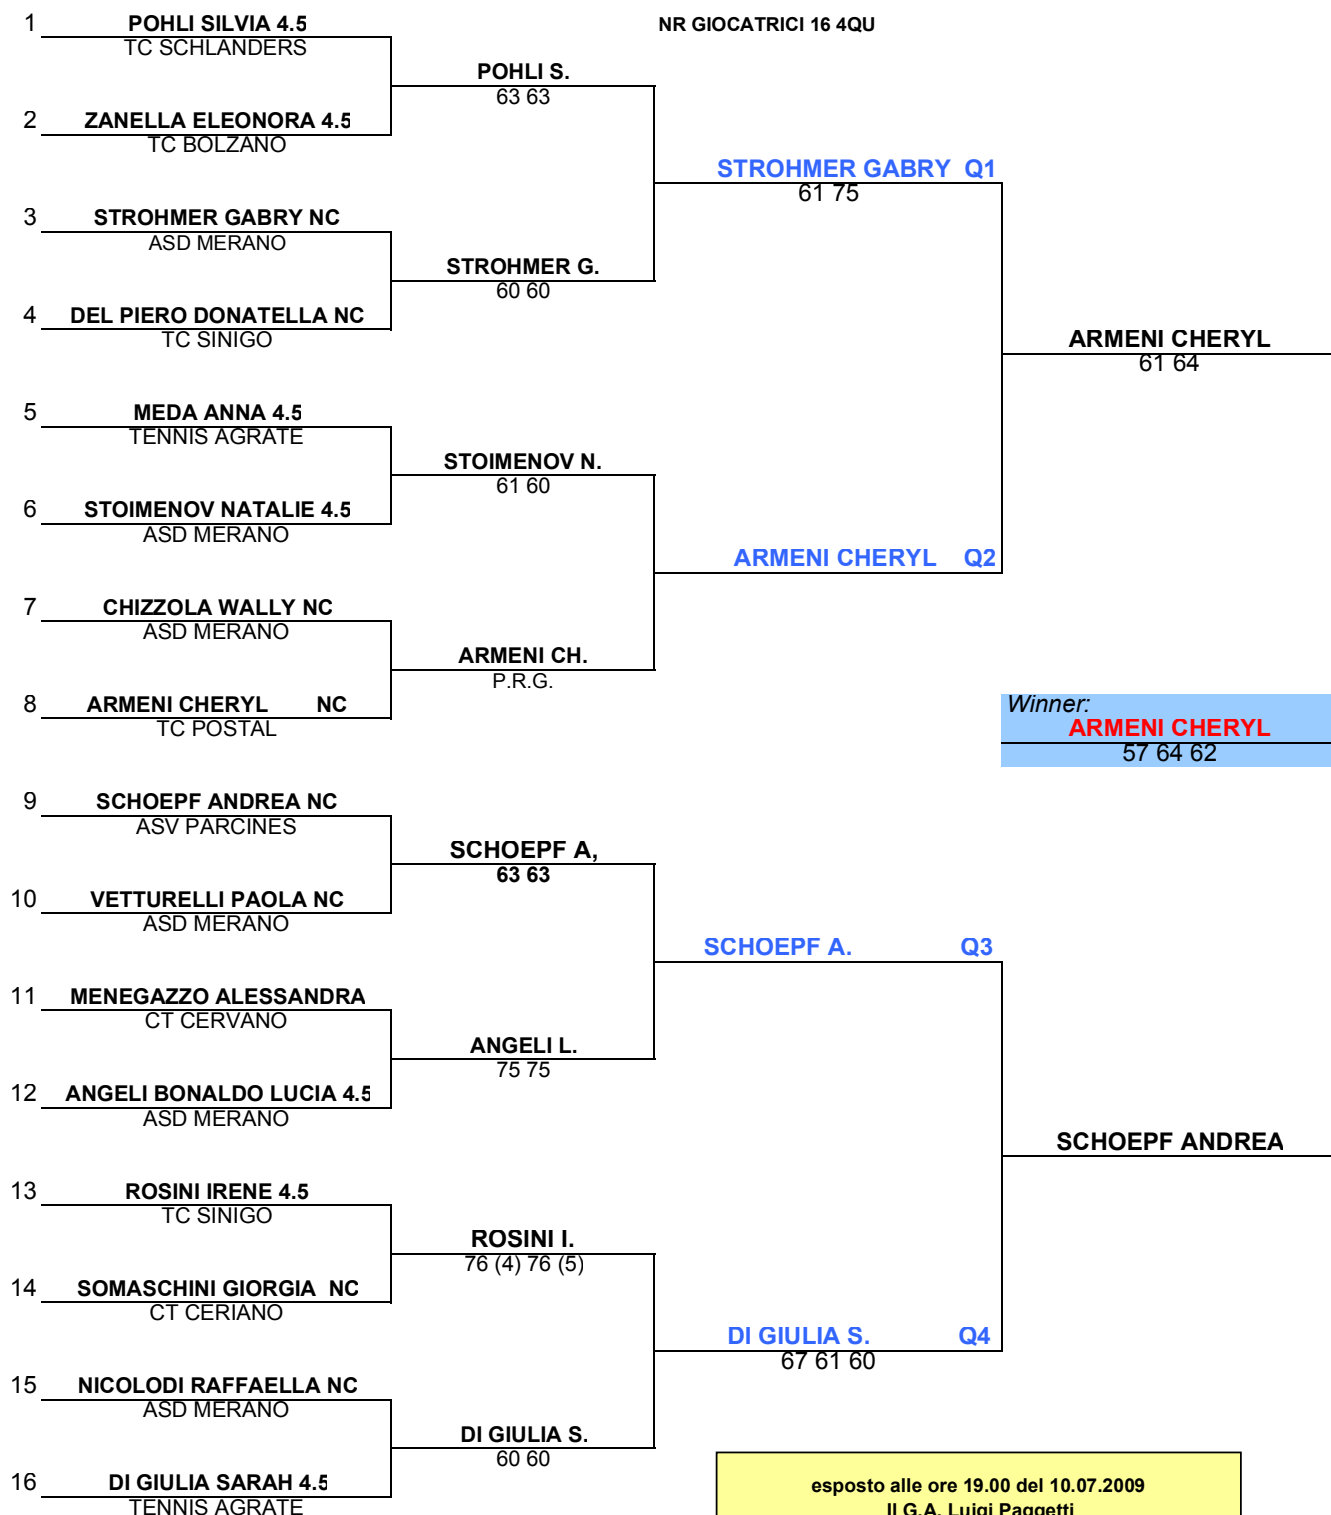 NR GIOCATRICI 16 4QU
1 POHLI SILVIA 4.5
TC SCHLANDERS
POHLI S.
63 63
2 ZANELLA ELEONORA 4.5
TC BOLZANO
STROHMER GABRY Q1
61 75
3 STROHMER GABRY NC
ASD MERANO
STROHMER G.
60 60
4 DEL PIERO DONATELLA NC
TC SINIGO
ARMENI CHERYL
61 64
5 MEDA ANNA 4.5
TENNIS AGRATE
STOIMENOV N.
61 60
6 STOIMENOV NATALIE 4.5
ASD MERANO
ARMENI CHERYL Q2
7 CHIZZOLA WALLY NC
ASD MERANO
ARMENI CH.
P.R.G.
8 ARMENI CHERYL NC
TC POSTAL
Winner:
ARMENI CHERYL
57 64 62
9 SCHOEPF ANDREA NC
ASV PARCINES
SCHOEPF A,
63 63
10 VETTURELLI PAOLA NC
ASD MERANO
SCHOEPF A. Q3
11 MENEGAZZO ALESSANDRA
CT CERVANO
ANGELI L.
75 75
12 ANGELI BONALDO LUCIA 4.5
ASD MERANO
SCHOEPF ANDREA
13 ROSINI IRENE 4.5
TC SINIGO
ROSINI I.
76 (4) 76 (5)
14 SOMASCHINI GIORGIA NC
CT CERIANO
DI GIULIA S. Q4
67 61 60
15 NICOLODI RAFFAELLA NC
ASD MERANO
DI GIULIA S.
60 60
16 DI GIULIA SARAH 4.5
TENNIS AGRATE
esposto alle ore 19.00 del 10.07.2009
Il G.A. Luigi Paggetti